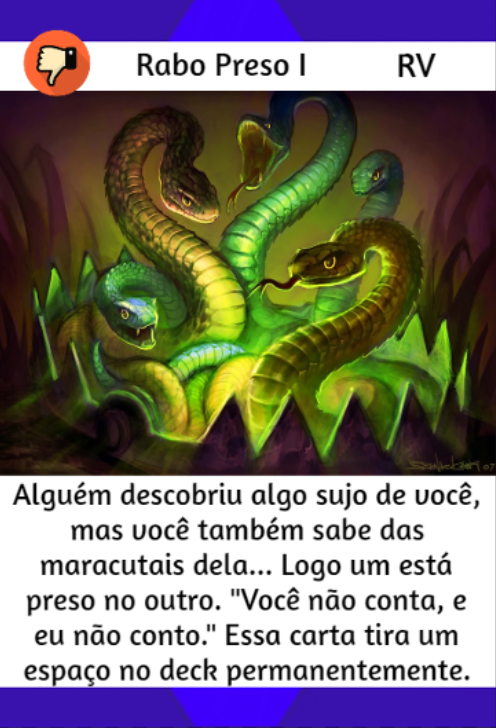 Rabo Preso I RV
Alguém descobriu algo sujo de você,
mas você também sabe das
maracutais dela... Logo um está
preso no outro. "Você não conta, e
eu não conto." Essa carta tira um
espaço no deck permanentemente.